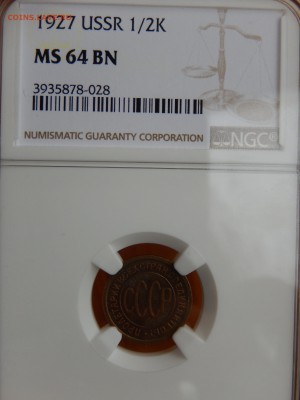 1927 USSR 1/2K
MS 64 BN
3935878-028
NUMISMATIC GUARANTY CORPORATION
NGC
СССР